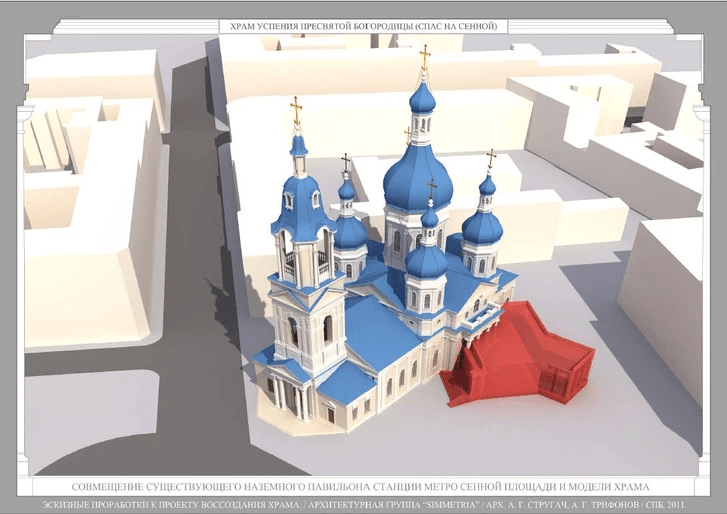 ХРАМ УСПЕНИЯ ПРЕСВЯТОЙ БОГОРОДИЦЫ (СПАС НА СЕННОЙ)
СОВМЕЩЕНИЕ СУЩЕСТВУЮЩЕГО НАЗЕМНОГО ПАВИЛЬОНА СТАНЦИИ МЕТРО СЕННОЙ ПЛОЩАДИ И МОДЕЛИ ХРАМА
ЭСКИЗНЫЕ ПРОРАБОТКИ К ПРОЕКТУ ВОССОЗДАНИЯ ХРАМА. / АРХИТЕКТУРНАЯ ГРУППА "SIMMETRIA" / АРХ. А. Г. СТРУГАЧ, А. Г. ТРИФОНОВ / СПБ, 2011.